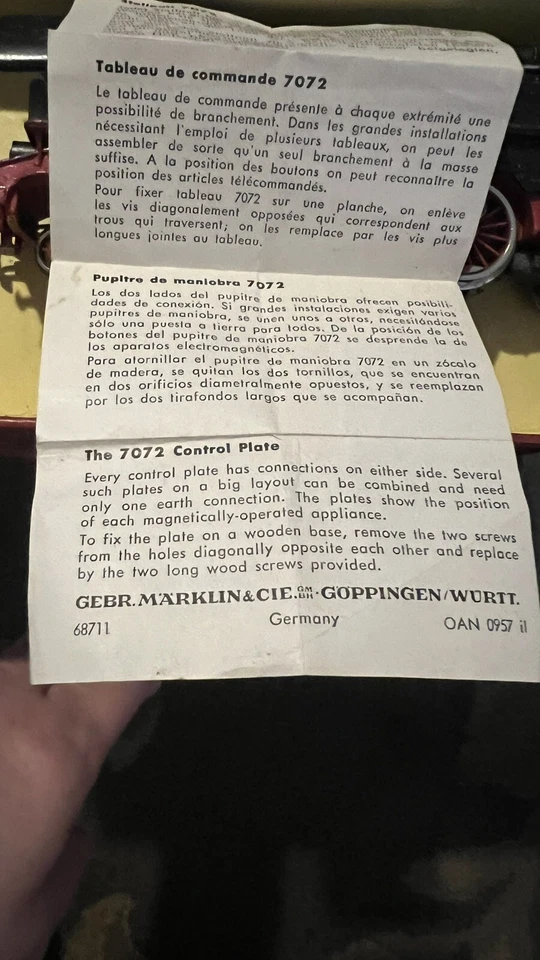 Tableau de commande 7072
Le tableau de commande présente à chaque extrémité une
possibilité de branchement. Dans les grandes installations
nécessitant l'emploi de plusieurs tableaux, on peut les
assembler de sorte qu'un seul branchement à la masse
suffise. A la position des boutons on peut reconnaître la
position des articles télécommandés.
Pour fixer tableau 7072 sur une planche, on enlève
les vis diagonalement opposées qui correspondent aux
trous qui traversent; on les remplace par les vis plus
longues jointes au tableau.
Pupitre de maniobra 7072
Los dos lados del pupitre de maniobra ofrecen posibili-
dades de conexión. Si grandes instalaciones exigen varios
pupitres de maniobra, se unen unos a otros, necesitándose
sólo una puesta a tierra para todos. De la posición de los
botones del pupitre de maniobra 7072 se desprende la de
los aparatos electromagnéticos.
Para atornillar el pupitre de maniobra 7072 en un zócalo
de madera, se quitan los dos tornillos, que se encuentran
en dos orificios diametralmente opuestos, y se reemplazan
por los dos tirafondos largos que se acompañan.
The 7072 Control Plate
Every control plate has connections on either side. Several
such plates on a big layout can be combined and need
only one earth connection. The plates show the position
of each magnetically-operated appliance.
To fix the plate on a wooden base, remove the two screws
from the holes diagonally opposite each other and replace
by the two long wood screws provided.
GEBR. MÄRKLIN & CIE. GMBH · GÖPPINGEN/WÜRTT.
68711 Germany OAN 0957 il